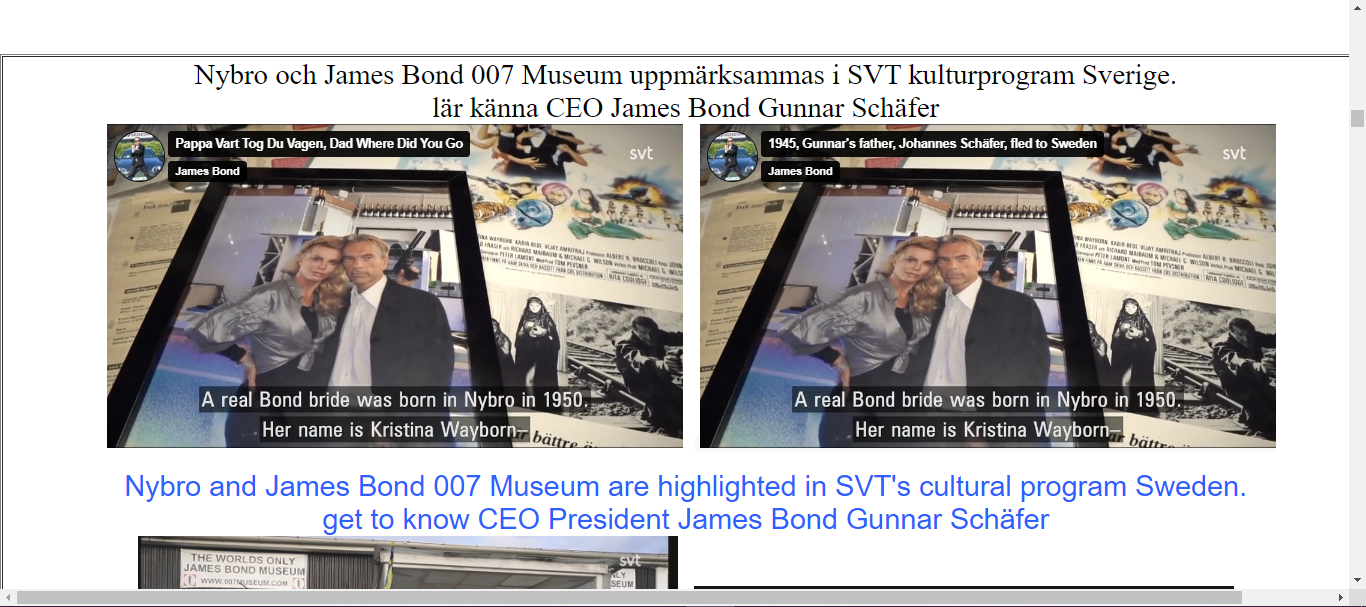 Nybro och James Bond 007 Museum uppmärksammas i SVT kulturprogram Sverige.
lär känna CEO James Bond Gunnar Schäfer
Pappa Vart Tog Du Vagen, Dad Where Did You Go
James Bond
svt
A real Bond bride was born in Nybro in 1950.
Her name is Kristina Wayborn–
1945, Gunnar's father, Johannes Schäfer, fled to Sweden
James Bond
svt
A real Bond bride was born in Nybro in 1950.
Her name is Kristina Wayborn–
Nybro and James Bond 007 Museum are highlighted in SVT's cultural program Sweden.
get to know CEO President James Bond Gunnar Schäfer
THE WORLDS ONLY
JAMES BOND MUSEUM
WWW.007MUSEUM.COM
svt